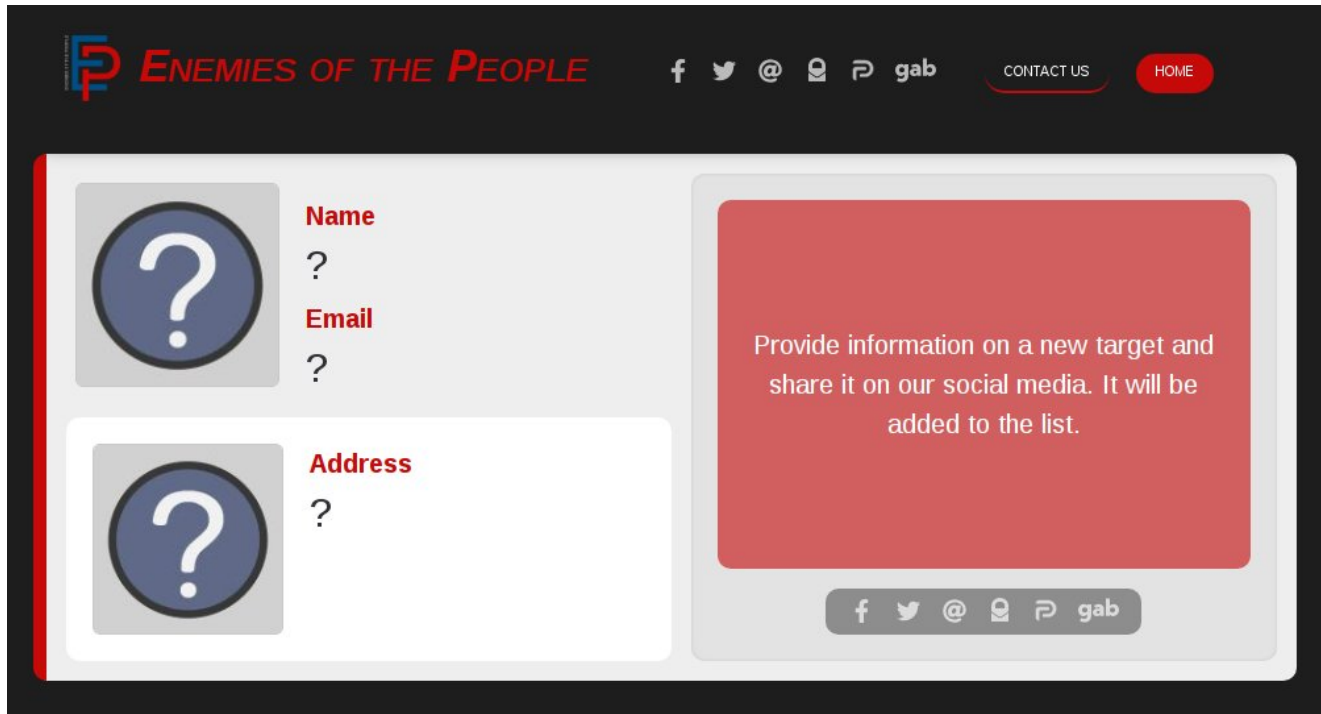 ENEMIES OF THE PEOPLE
gab
CONTACT US
HOME
Name
?
Email
?
Address
?
Provide information on a new target and
share it on our social media. It will be
added to the list.
gab